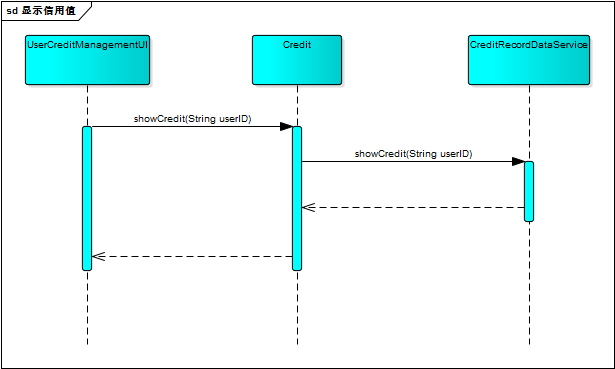 sd 显示信用值
UserCreditManagementUI
Credit
CreditRecordDataService
showCredit(String userID)
showCredit(String userID)